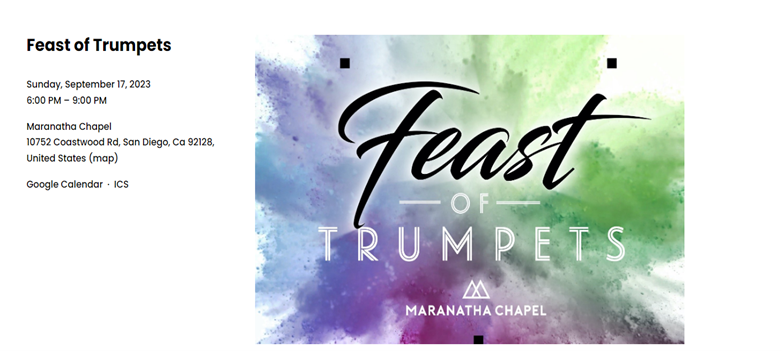 Feast of Trumpets
Sunday, September 17, 2023
6:00 PM – 9:00 PM
Maranatha Chapel
10752 Coastwood Rd, San Diego, Ca 92128,
United States (map)
Google Calendar · ICS
Feast
OF
TRUMPETS
MARANATHA CHAPEL